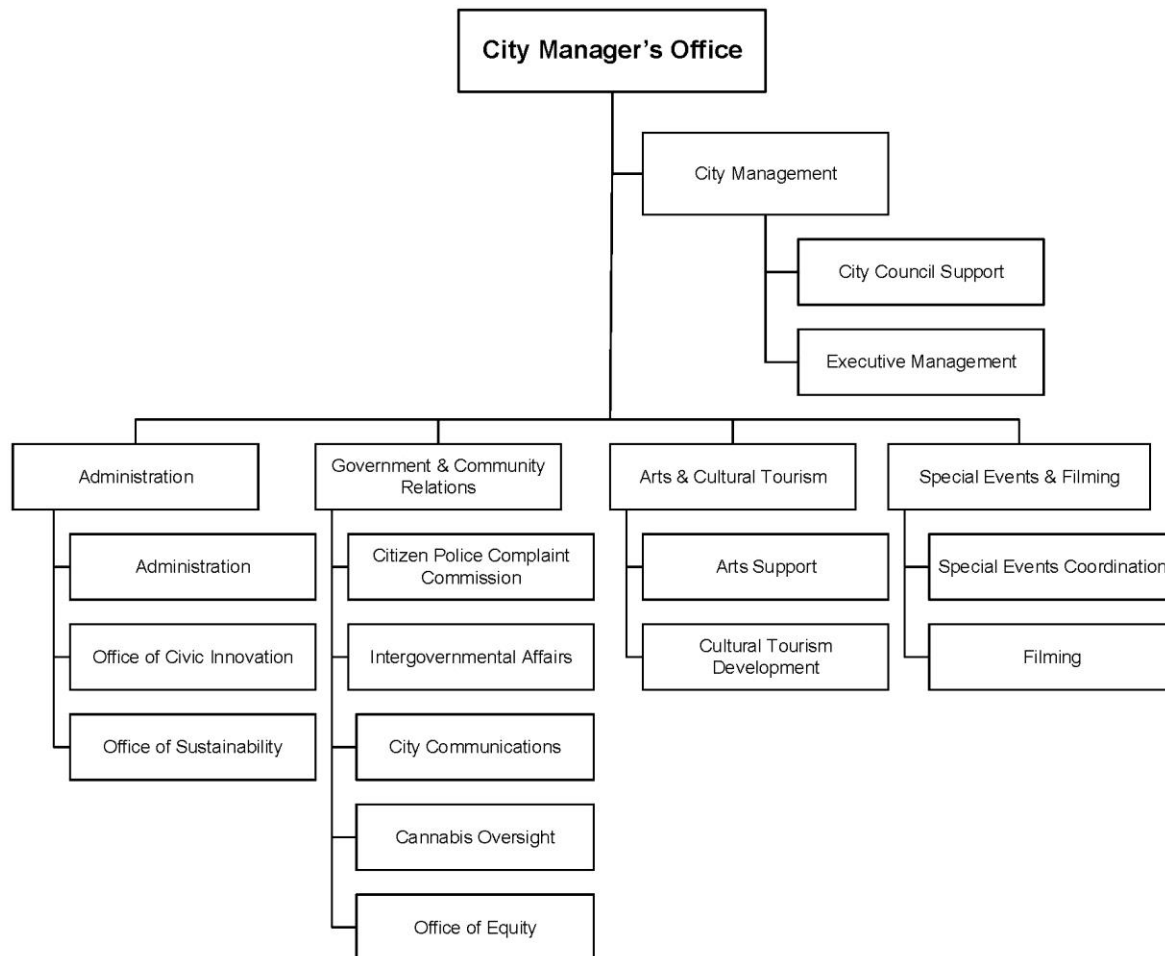 City Manager's Office
City Management
City Council Support
Executive Management
Administration
Government & Community
Relations
Arts & Cultural Tourism
Special Events & Filming
Administration
Citizen Police Complaint
Commission
Arts Support
Special Events Coordination
Office of Civic Innovation
Intergovernmental Affairs
Cultural Tourism
Development
Filming
Office of Sustainability
City Communications
Cannabis Oversight
Office of Equity